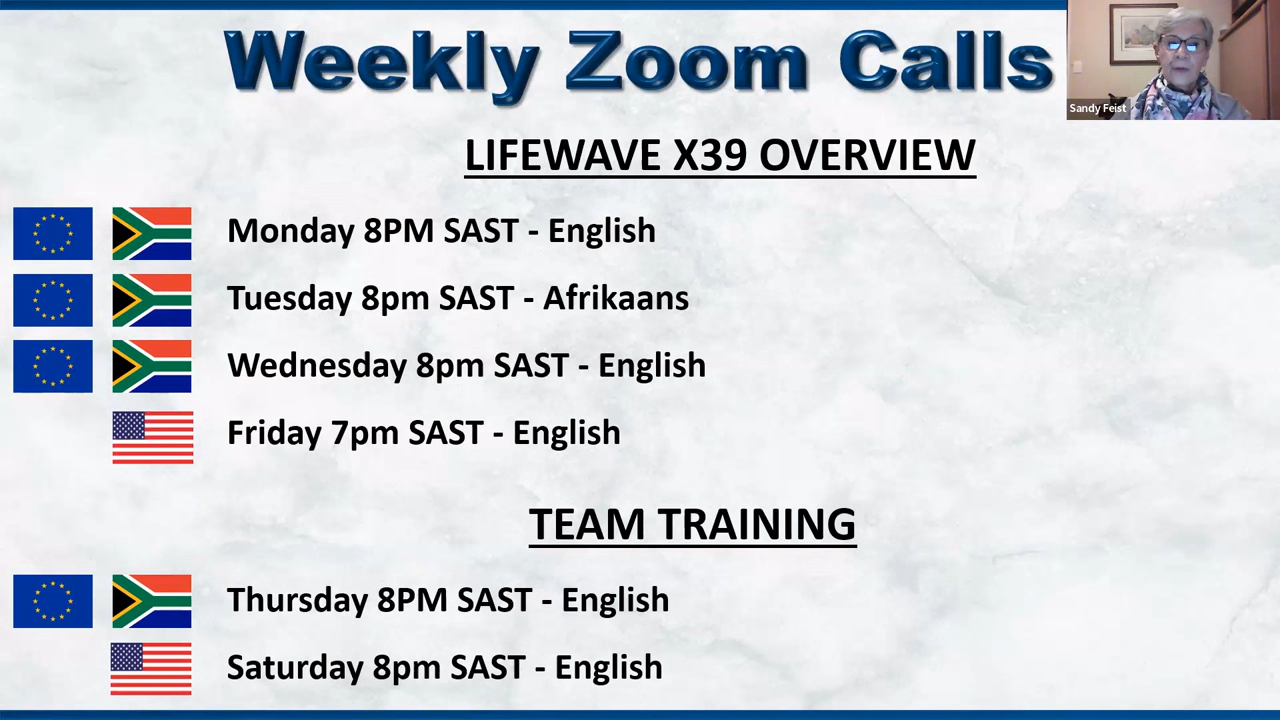 Weekly Zoom Calls
Sandy Feist
LIFEWAVE X39 OVERVIEW
Monday 8PM SAST - English
Tuesday 8pm SAST - Afrikaans
Wednesday 8pm SAST - English
Friday 7pm SAST - English
TEAM TRAINING
Thursday 8PM SAST - English
Saturday 8pm SAST - English